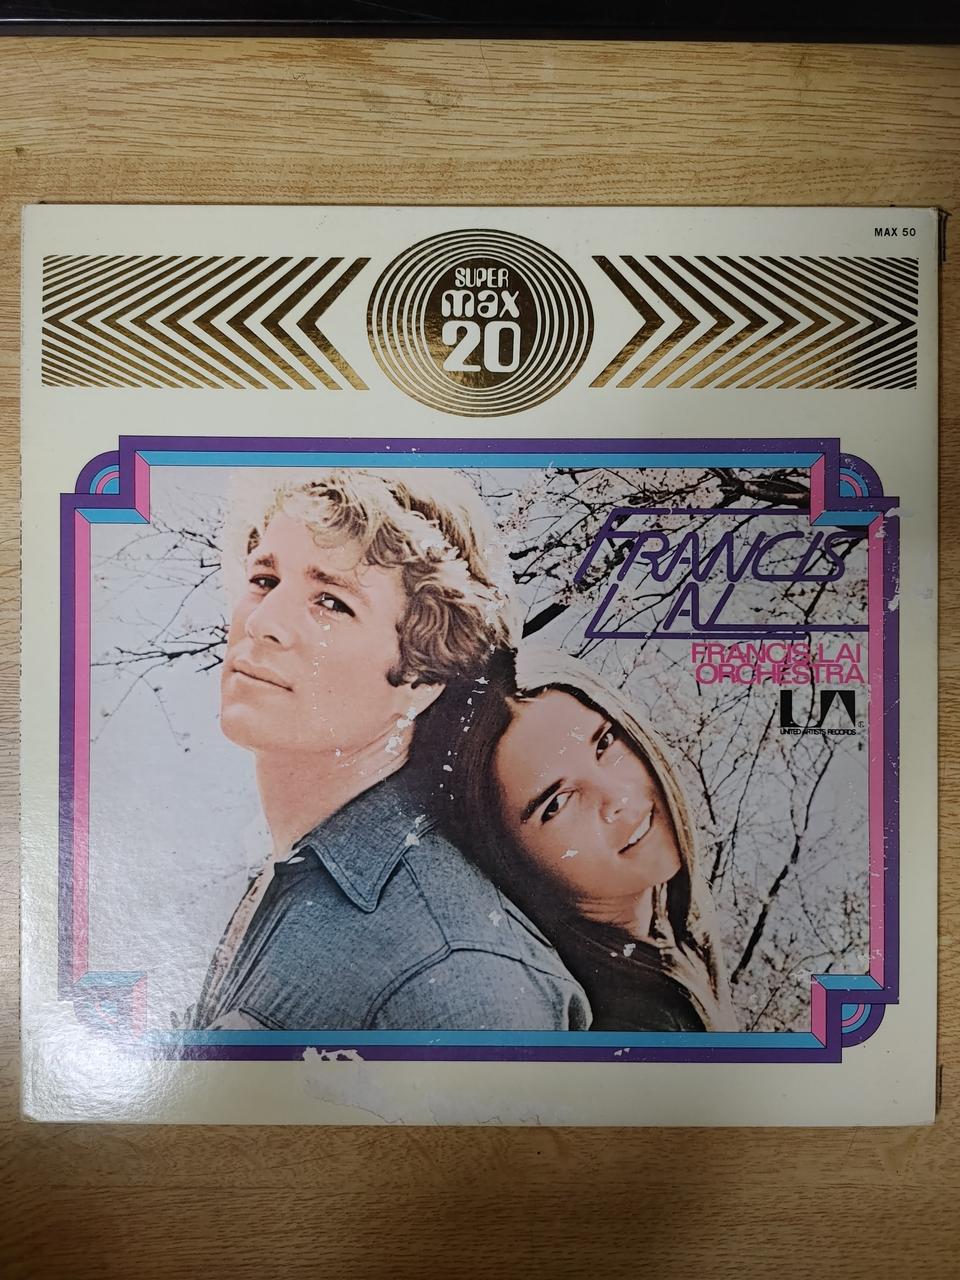 MAX 50
SUPER
max
20
FRANCIS
LAI
FRANCIS LAI
ORCHESTRA
UA
UNITED ARTISTS RECORDS